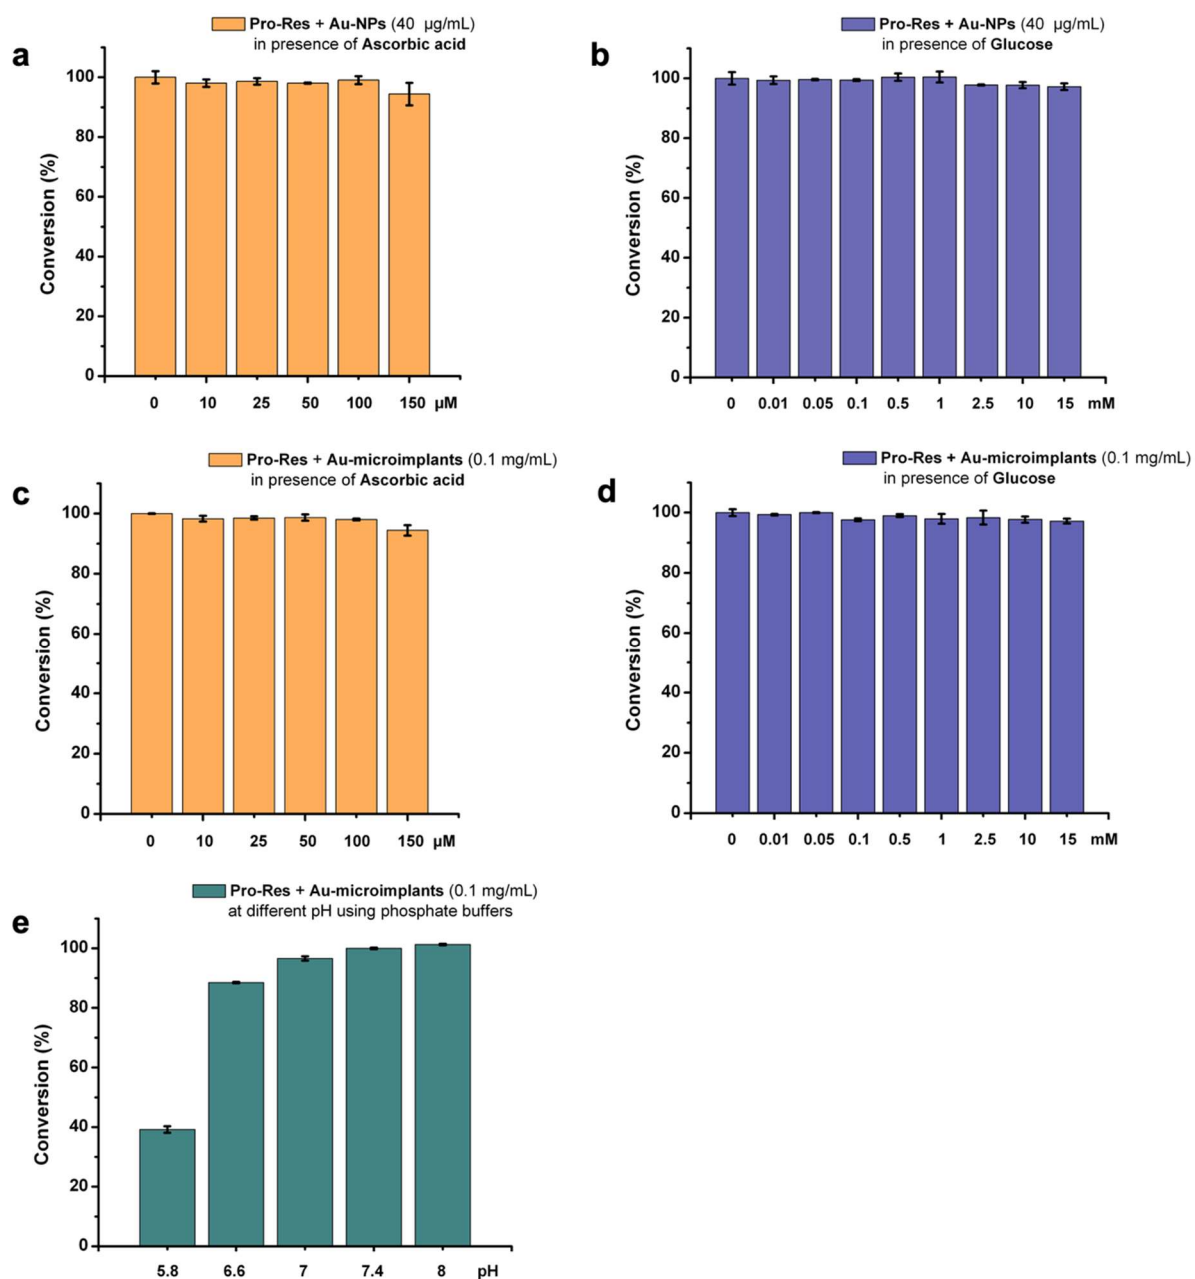 a
Pro-Res + Au-NPs (40 µg/mL)
in presence of Ascorbic acid
Conversion (%)
100
80
60
40
20
0
0 10 25 50 100 150 µM
b
Pro-Res + Au-NPs (40 µg/mL)
in presence of Glucose
Conversion (%)
100
80
60
40
20
0
0 0.01 0.05 0.1 0.5 1 2.5 10 15 mM
c
Pro-Res + Au-microimplants (0.1 mg/mL)
in presence of Ascorbic acid
Conversion (%)
100
80
60
40
20
0
0 10 25 50 100 150 µM
d
Pro-Res + Au-microimplants (0.1 mg/mL)
in presence of Glucose
Conversion (%)
100
80
60
40
20
0
0 0.01 0.05 0.1 0.5 1 2.5 10 15 mM
e
Pro-Res + Au-microimplants (0.1 mg/mL)
at different pH using phosphate buffers
Conversion (%)
100
80
60
40
20
0
5.8 6.6 7 7.4 8 pH